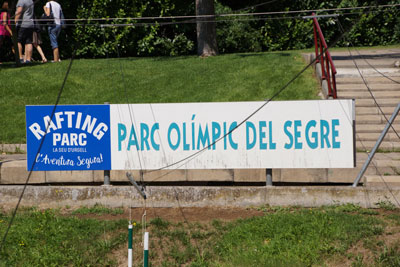 RAFTING
PARC
LA SEU D'URGELL
L'Aventura Segura!
PARC OLÍMPIC DEL SEGRE